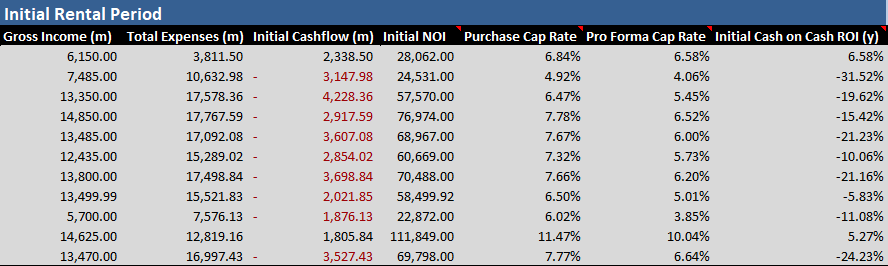 Initial Rental Period
Gross Income (m) Total Expenses (m) Initial Cashflow (m) Initial NOI Purchase Cap Rate Pro Forma Cap Rate Initial Cash on Cash ROI (y)
6,150.00 3,811.50 2,338.50 28,062.00 6.84% 6.58% 6.58%
7,485.00 10,632.98 - 3,147.98 24,531.00 4.92% 4.06% -31.52%
13,350.00 17,578.36 - 4,228.36 57,570.00 6.47% 5.45% -19.62%
14,850.00 17,767.59 - 2,917.59 76,974.00 7.78% 6.52% -15.42%
13,485.00 17,092.08 - 3,607.08 68,967.00 7.67% 6.00% -21.23%
12,435.00 15,289.02 - 2,854.02 60,669.00 7.32% 5.73% -10.06%
13,800.00 17,498.84 - 3,698.84 70,488.00 7.66% 6.20% -21.16%
13,499.99 15,521.83 - 2,021.85 58,499.92 6.50% 5.01% -5.83%
5,700.00 7,576.13 - 1,876.13 22,872.00 6.02% 3.85% -11.08%
14,625.00 12,819.16 1,805.84 111,849.00 11.47% 10.04% 5.27%
13,470.00 16,997.43 - 3,527.43 69,798.00 7.77% 6.64% -24.23%